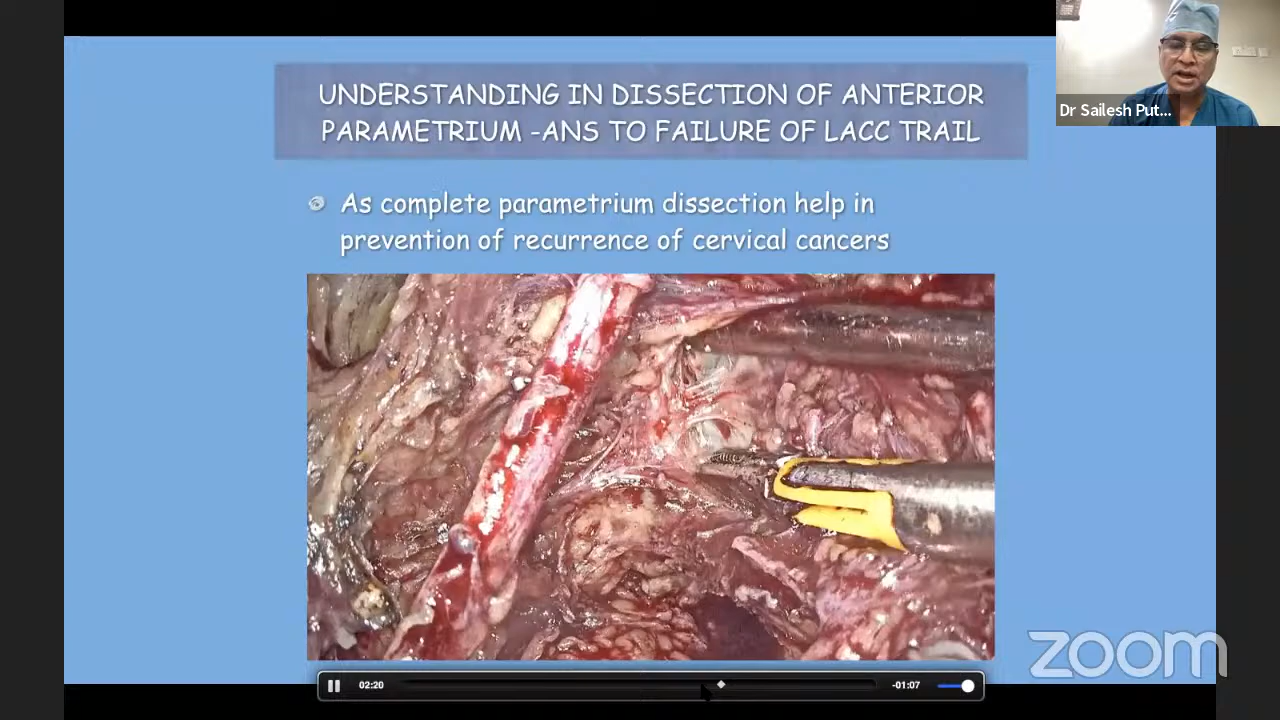 UNDERSTANDING IN DISSECTION OF ANTERIOR
PARAMETRIUM -ANS TO FAILURE OF LACC TRAIL
Dr Sailesh Put...
As complete parametrium dissection help in
prevention of recurrence of cervical cancers
zoom
02:20
-01:07